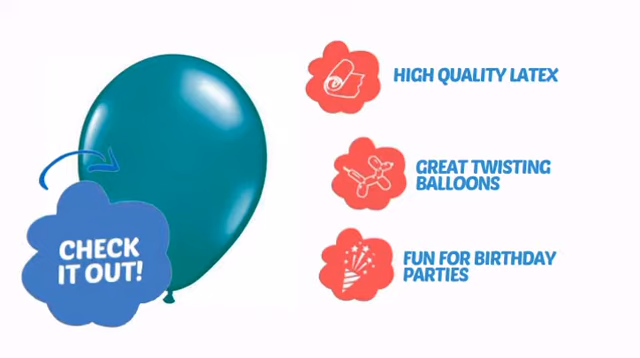 HIGH QUALITY LATEX
GREAT TWISTING
BALLOONS
CHECK
IT OUT!
FUN FOR BIRTHDAY
PARTIES